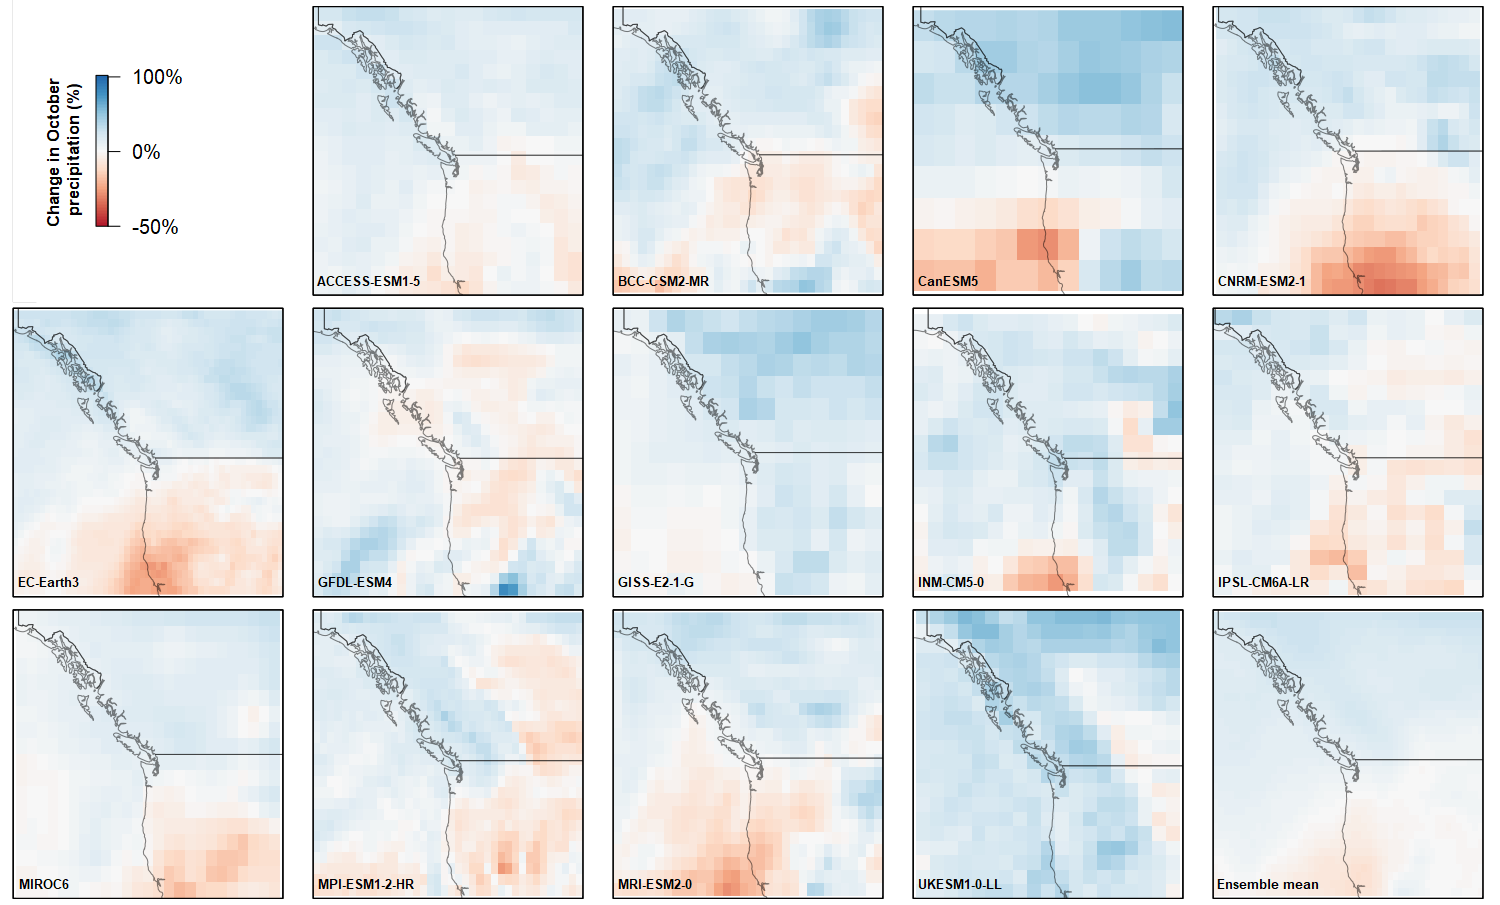 Change in October
precipitation (%)
100%
0%
-50%
ACCESS-ESM1-5
BCC-CSM2-MR
CanESM5
CNRM-ESM2-1
EC-Earth3
GFDL-ESM4
GISS-E2-1-G
INM-CM5-0
IPSL-CM6A-LR
MIROC6
MPI-ESM1-2-HR
MRI-ESM2-0
UKESM1-0-LL
Ensemble mean